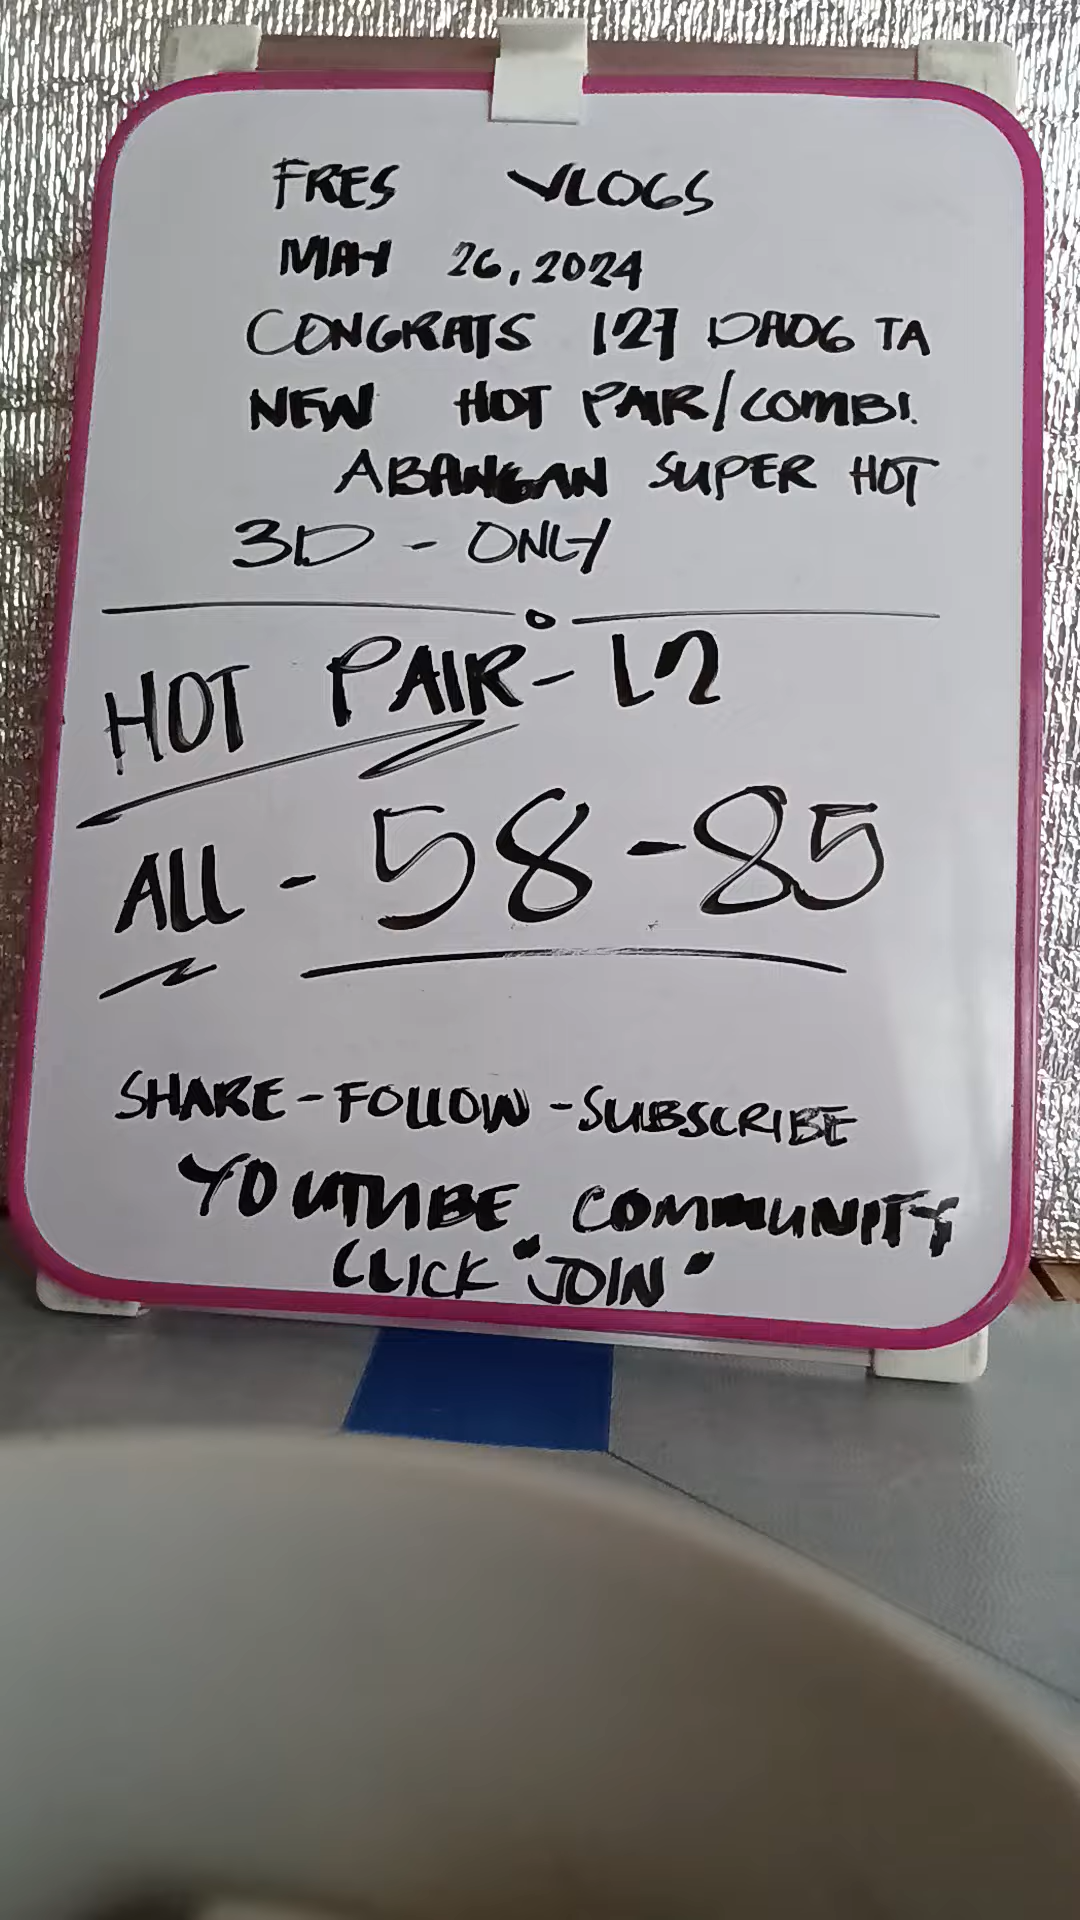 FRES VLOGS
MAY 26, 2024
CONGRATS 127 DAOG TA
NEW HOT PAIR/COMBI.
ABANGAN SUPER HOT
3D - ONLY
HOT PAIR - 12
ALL - 58 - 85
SHARE - FOLLOW - SUBSCRIBE
YOUTUBE COMMUNITY
CLICK "JOIN"